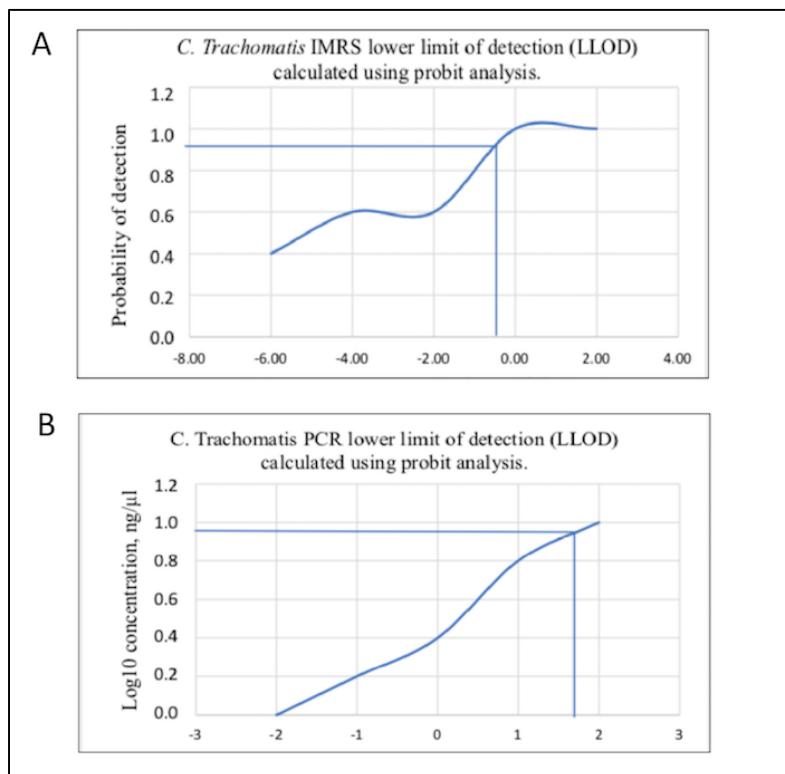 A
C. Trachomatis IMRS lower limit of detection (LLOD)
calculated using probit analysis.
Probability of detection
1.2
1.0
0.8
0.6
0.4
0.2
0.0
-8.00 -6.00 -4.00 -2.00 0.00 2.00 4.00
B
C. Trachomatis PCR lower limit of detection (LLOD)
calculated using probit analysis.
Log10 concentration, ng/µl
1.2
1.0
0.8
0.6
0.4
0.2
0.0
-3 -2 -1 0 1 2 3